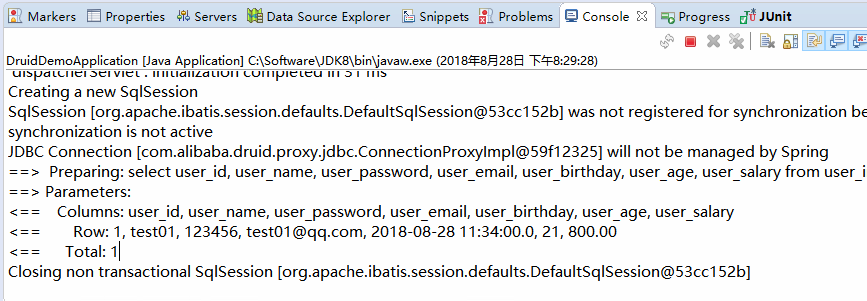 Markers Properties Servers Data Source Explorer Snippets Problems Console Progress JUnit
DruidDemoApplication [Java Application] C:\Software\JDK8\bin\javaw.exe (2018年8月28日 下午8:29:28)
dispatcherServlet : initialization completed in 31 ms
Creating a new SqlSession
SqlSession [org.apache.ibatis.session.defaults.DefaultSqlSession@53cc152b] was not registered for synchronization be
synchronization is not active
JDBC Connection [com.alibaba.druid.proxy.jdbc.ConnectionProxyImpl@59f12325] will not be managed by Spring
==> Preparing: select user_id, user_name, user_password, user_email, user_birthday, user_age, user_salary from user_i
==> Parameters:
<== Columns: user_id, user_name, user_password, user_email, user_birthday, user_age, user_salary
<== Row: 1, test01, 123456, test01@qq.com, 2018-08-28 11:34:00.0, 21, 800.00
<== Total: 1
Closing non transactional SqlSession [org.apache.ibatis.session.defaults.DefaultSqlSession@53cc152b]